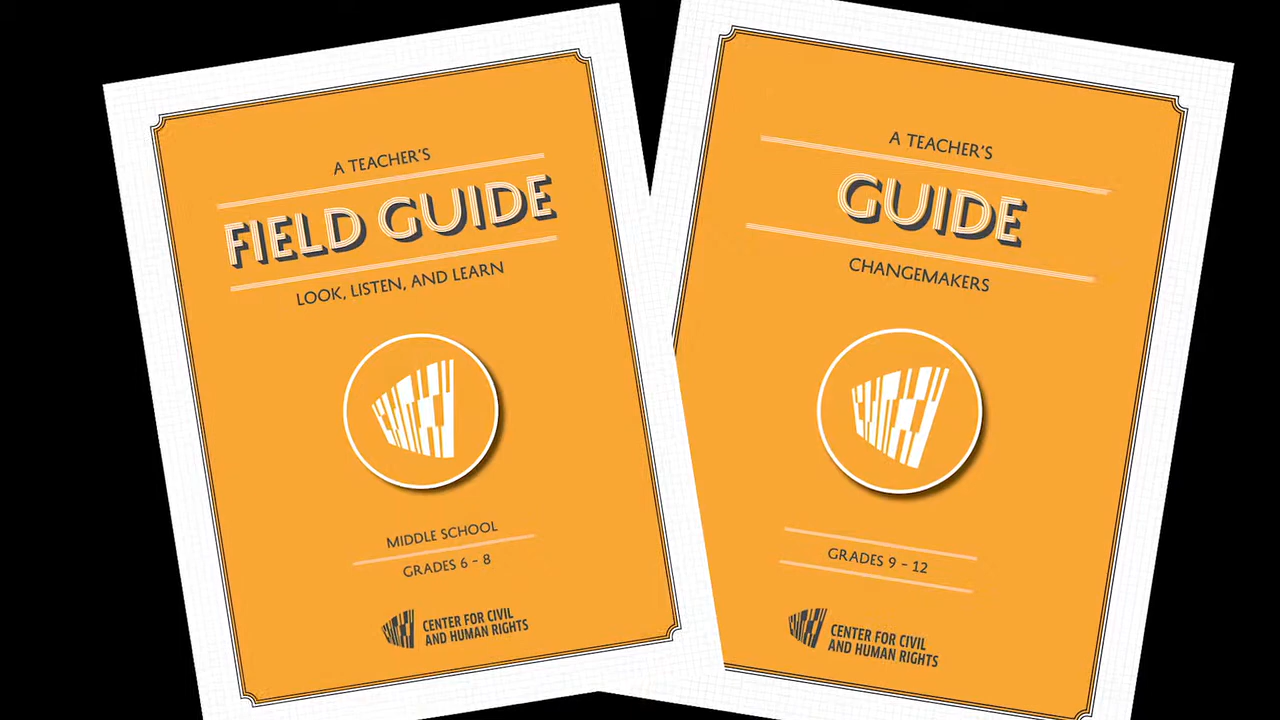 A TEACHER'S
FIELD GUIDE
LOOK, LISTEN, AND LEARN
MIDDLE SCHOOL
GRADES 6 - 8
CENTER FOR CIVIL
AND HUMAN RIGHTS
A TEACHER'S
GUIDE
CHANGEMAKERS
GRADES 9 - 12
CENTER FOR CIVIL
AND HUMAN RIGHTS